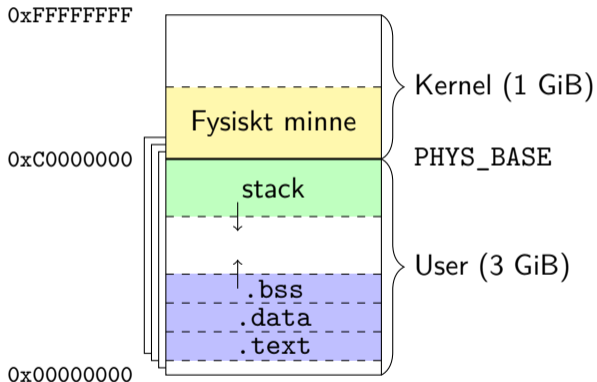 0xFFFFFFFF
Kernel (1 GiB)
Fysiskt minne
0xC0000000
PHYS_BASE
stack
User (3 GiB)
.bss
.data
.text
0x00000000